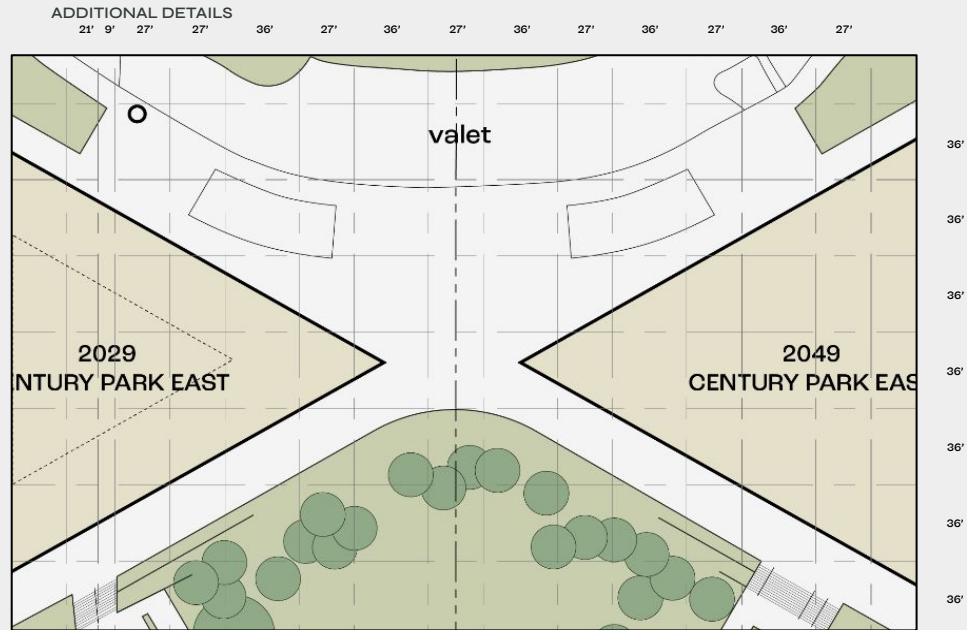 ADDITIONAL DETAILS
21' 9' 27' 27' 36' 27' 36' 27' 36' 27' 36' 27' 36' 27'
valet
36'
36'
36'
2029
2049
36'
NTURY PARK EAST
CENTURY PARK EAS
36'
36'
36'